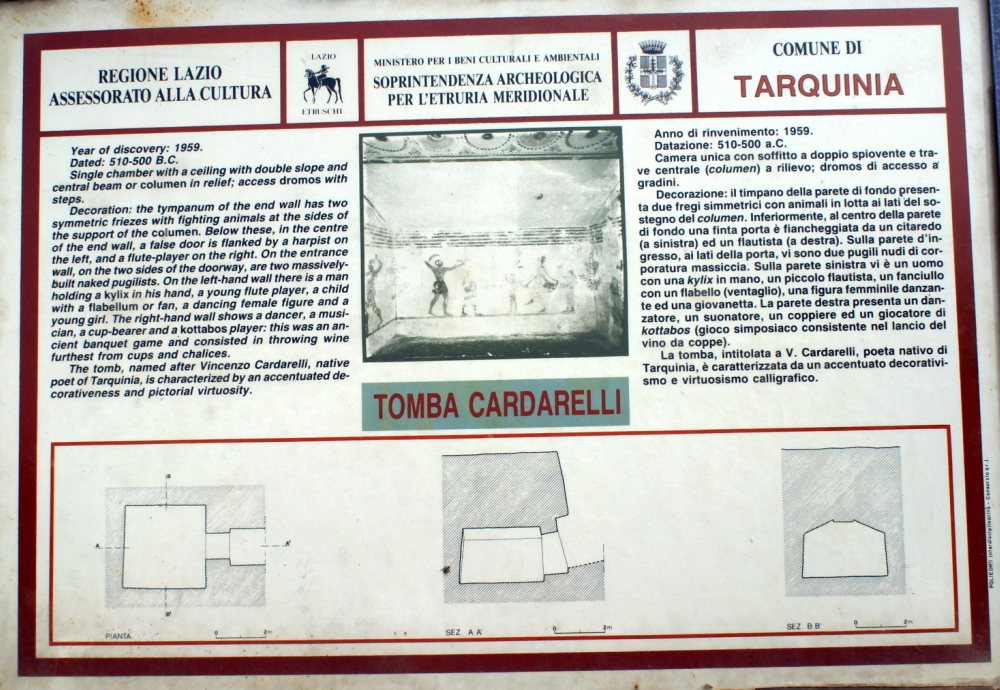 REGIONE LAZIO
ASSESSORATO ALLA CULTURA
LAZIO
ETRUSCHI
MINISTERO PER I BENI CULTURALI E AMBIENTALI
SOPRINTENDENZA ARCHEOLOGICA
PER L'ETRURIA MERIDIONALE
COMUNE DI
TARQUINIA
Year of discovery: 1959.
Dated: 510-500 B.C.
Single chamber with a ceiling with double slope and
central beam or columen in relief; access dromos with
steps.
Decoration: the tympanum of the end wall has two
symmetric friezes with fighting animals at the sides of
the support of the columen. Below these, in the centre
of the end wall, a false door is flanked by a harpist on
the left, and a flute-player on the right. On the entrance
wall, on the two sides of the doorway, are two massively-
built naked pugilists. On the left-hand wall there is a man
holding a kylix in his hand, a young flute player, a child
with a flabellum or fan, a dancing female figure and a
young girl. The right-hand wall shows a dancer, a musi-
cian, a cup-bearer and a kottabos player: this was an an-
cient banquet game and consisted in throwing wine
furthest from cups and chalices.
The tomb, named after Vincenzo Cardarelli, native
poet of Tarquinia, is characterized by an accentuated de-
corativeness and pictorial virtuosity.
TOMBA CARDARELLI
Anno di rinvenimento: 1959.
Datazione: 510-500 a.C.
Camera unica con soffitto a doppio spiovente e tra-
ve centrale (columen) a rilievo; dromos di accesso a
gradini.
Decorazione: il timpano della parete di fondo presen-
ta due fregi simmetrici con animali in lotta ai lati del so-
stegno del columen. Inferiormente, al centro della parete
di fondo una finta porta è fiancheggiata da un citaredo
(a sinistra) ed un flautista (a destra). Sulla parete d'in-
gresso, ai lati della porta, vi sono due pugili nudi di cor-
poratura massiccia. Sulla parete sinistra vi è un uomo
con una kylix in mano, un piccolo flautista, un fanciullo
con un flabello (ventaglio), una figura femminile danzan-
te ed una giovanetta. La parete destra presenta un dan-
zatore, un suonatore, un coppiere ed un giocatore di
kottabos (gioco simposiaco consistente nel lancio del
vino da coppe).
La tomba, intitolata a V. Cardarelli, poeta nativo di
Tarquinia, è caratterizzata da un accentuato decorativi-
smo e virtuosismo calligrafico.
B
A
A'
B'
PIANTA
0 2m
SEZ. A A'
0 2m
SEZ. B B'
0 2m